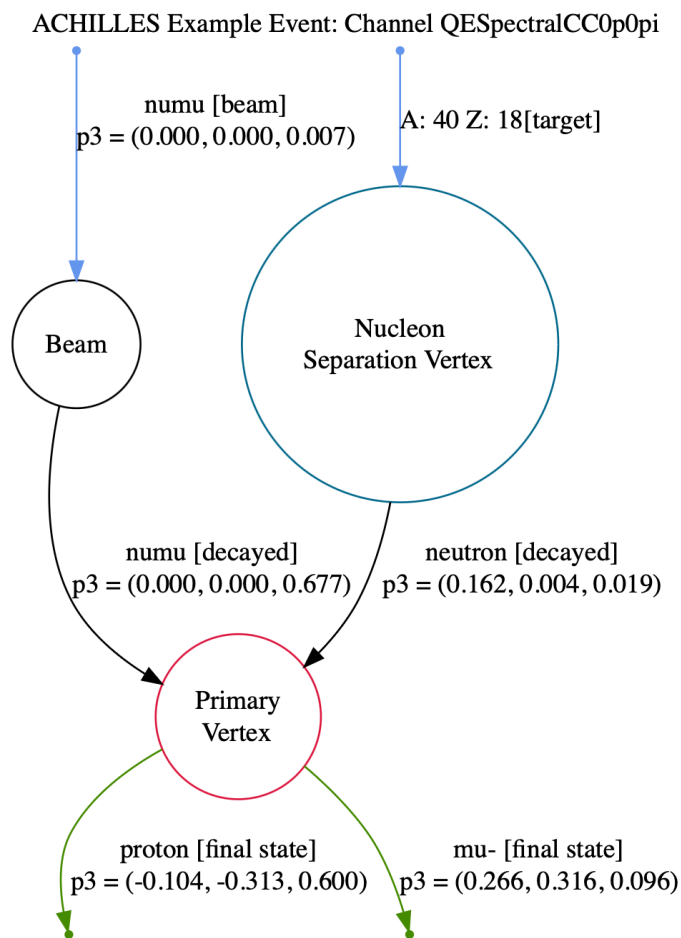 ACHILLES Example Event: Channel QESpectralCC0p0pi
numu [beam]
p3 = (0.000, 0.000, 0.007)
A: 40 Z: 18[target]
Beam
Nucleon
Separation Vertex
numu [decayed]
p3 = (0.000, 0.000, 0.677)
neutron [decayed]
p3 = (0.162, 0.004, 0.019)
Primary
Vertex
proton [final state]
p3 = (-0.104, -0.313, 0.600)
mu- [final state]
p3 = (0.266, 0.316, 0.096)